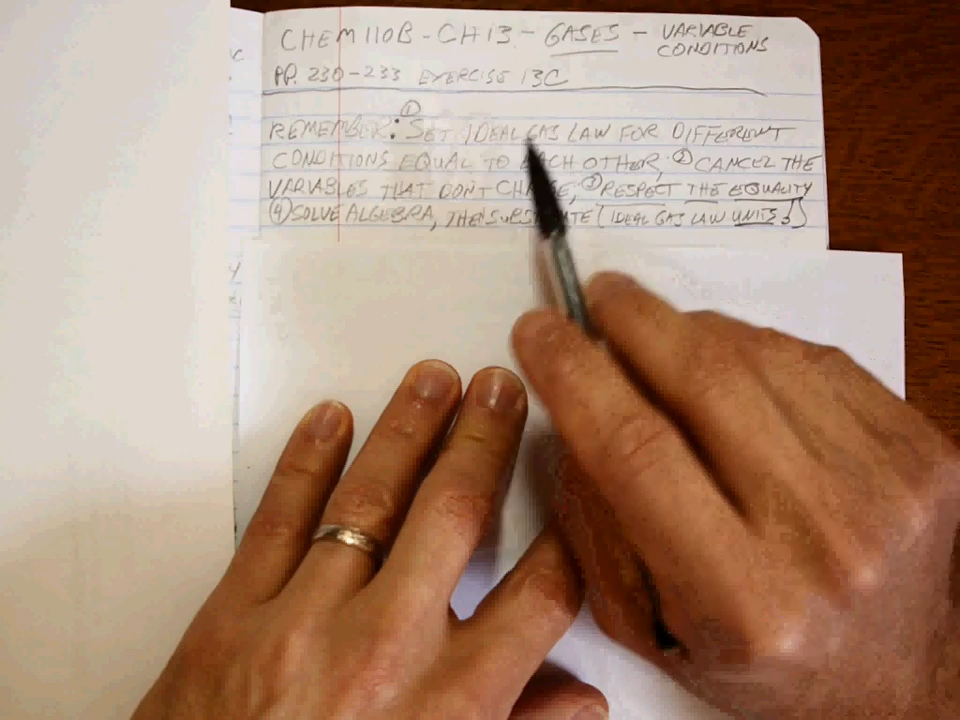 CHEM 110B - CH 13 - GASES - VARIABLE CONDITIONS
PP. 230-233 EXERCISE 13C
REMEMBER: ① SET IDEAL GAS LAW FOR DIFFERENT
CONDITIONS EQUAL TO EACH OTHER, ② CANCEL THE
VARIABLES THAT DON'T CHANGE, ③ RESPECT THE EQUALITY
④ SOLVE ALGEBRA, THEN SUBSTITUTE (IDEAL GAS LAW UNITS)